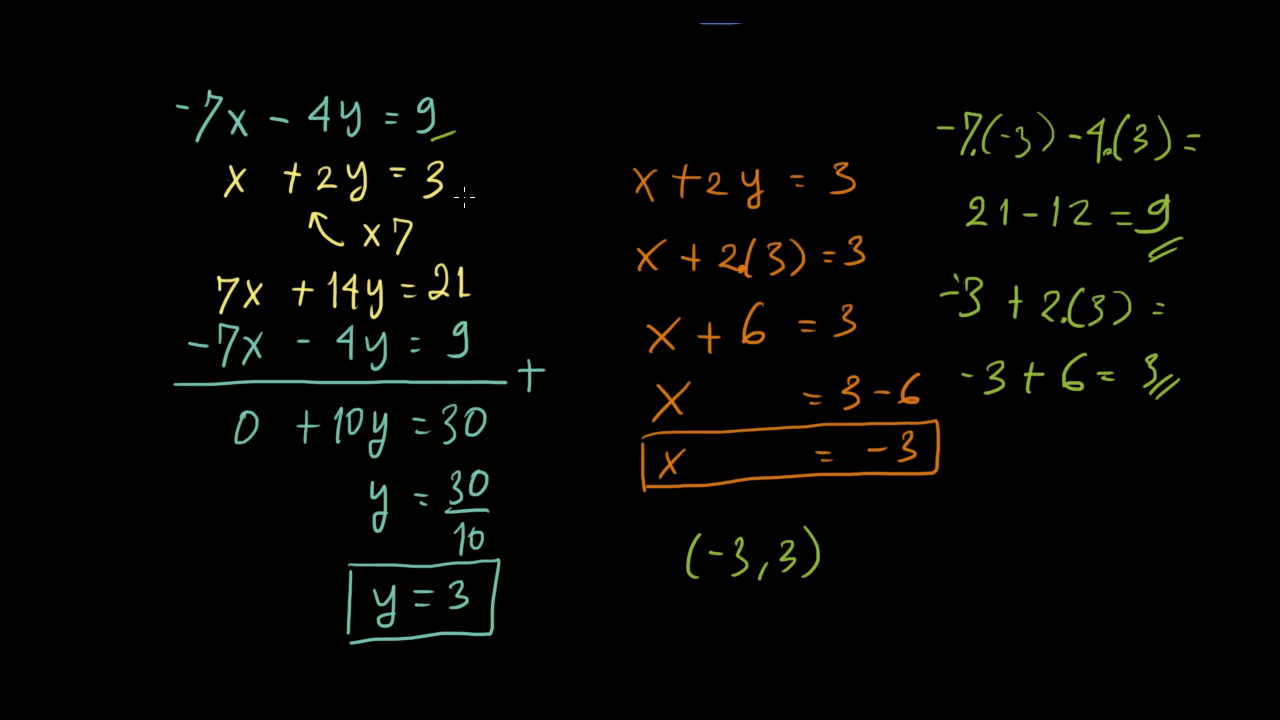 -7x - 4y = 9
x + 2y = 3
x7
7x + 14y = 21
-7x - 4y = 9
+
0 + 10y = 30
y = 30/10
y = 3
x + 2y = 3
x + 2.(3) = 3
x + 6 = 3
x = 3 - 6
x = -3
(-3, 3)
-7.(-3) - 4.(3) =
21 - 12 = 9
-3 + 2.(3) =
-3 + 6 = 3